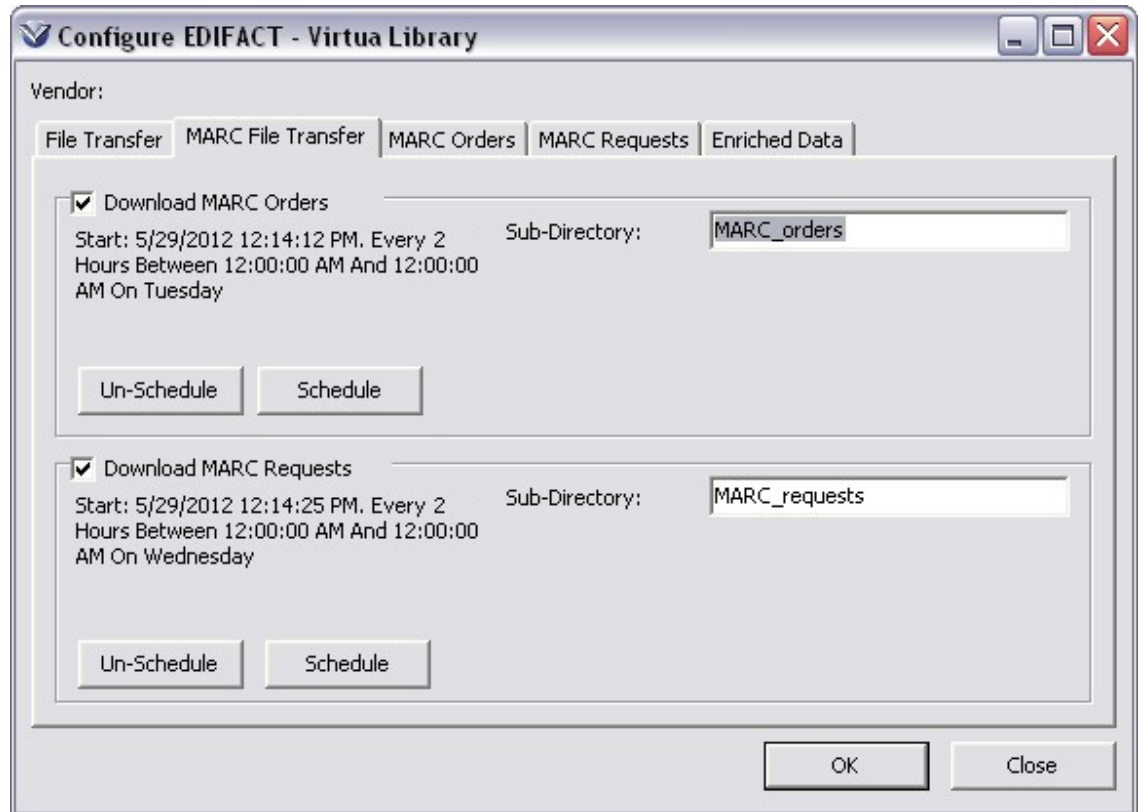 Configure EDIFACT - Virtua Library
Vendor:
File Transfer
MARC File Transfer
MARC Orders
MARC Requests
Enriched Data
Download MARC Orders
Start: 5/29/2012 12:14:12 PM. Every 2
Hours Between 12:00:00 AM And 12:00:00
AM On Tuesday
Sub-Directory:
MARC_orders
Un-Schedule
Schedule
Download MARC Requests
Start: 5/29/2012 12:14:25 PM. Every 2
Hours Between 12:00:00 AM And 12:00:00
AM On Wednesday
Sub-Directory:
MARC_requests
Un-Schedule
Schedule
OK
Close